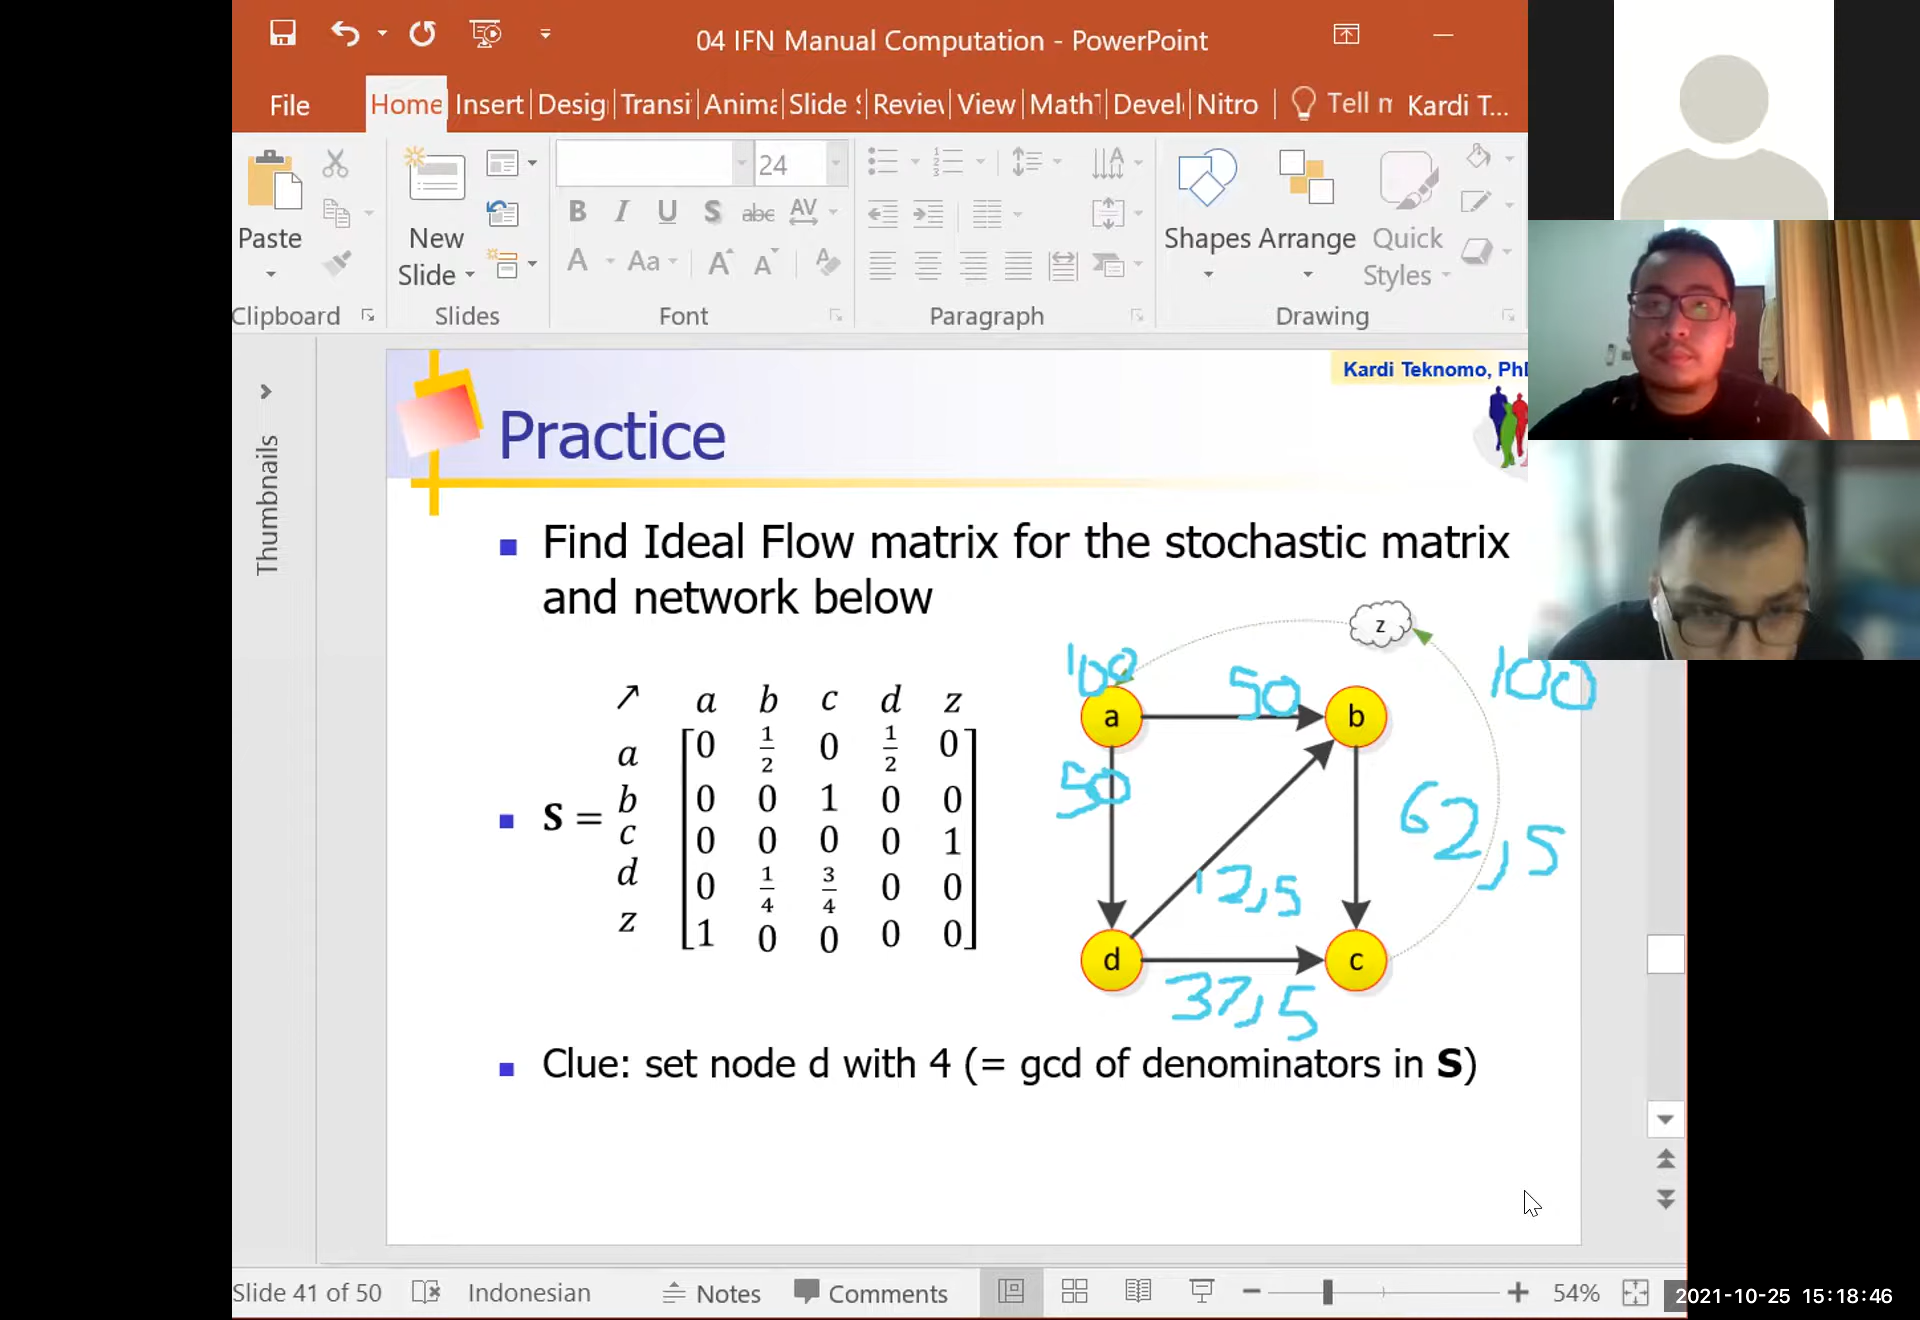 04 IFN Manual Computation - PowerPoint
File Home Insert Desig Transi Anima Slide S Review View MathT Devel Nitro Tell m Kardi T...
24
B I U S abc AV
A Aa A A
Paste New Slide Shapes Arrange Quick Styles
Clipboard Slides Font Paragraph Drawing
Thumbnails
Kardi Teknomo, PhD
Practice
Find Ideal Flow matrix for the stochastic matrix
and network below
z
100 50 100
a b
50
62,5
12,5
d c
37,5
↗ a b c d z
a 0 1/2 0 1/2 0
b 0 0 1 0 0
S = c 0 0 0 0 1
d 0 1/4 3/4 0 0
z 1 0 0 0 0
Clue: set node d with 4 (= gcd of denominators in S)
Slide 41 of 50 Indonesian Notes Comments 54%
2021-10-25 15:18:46